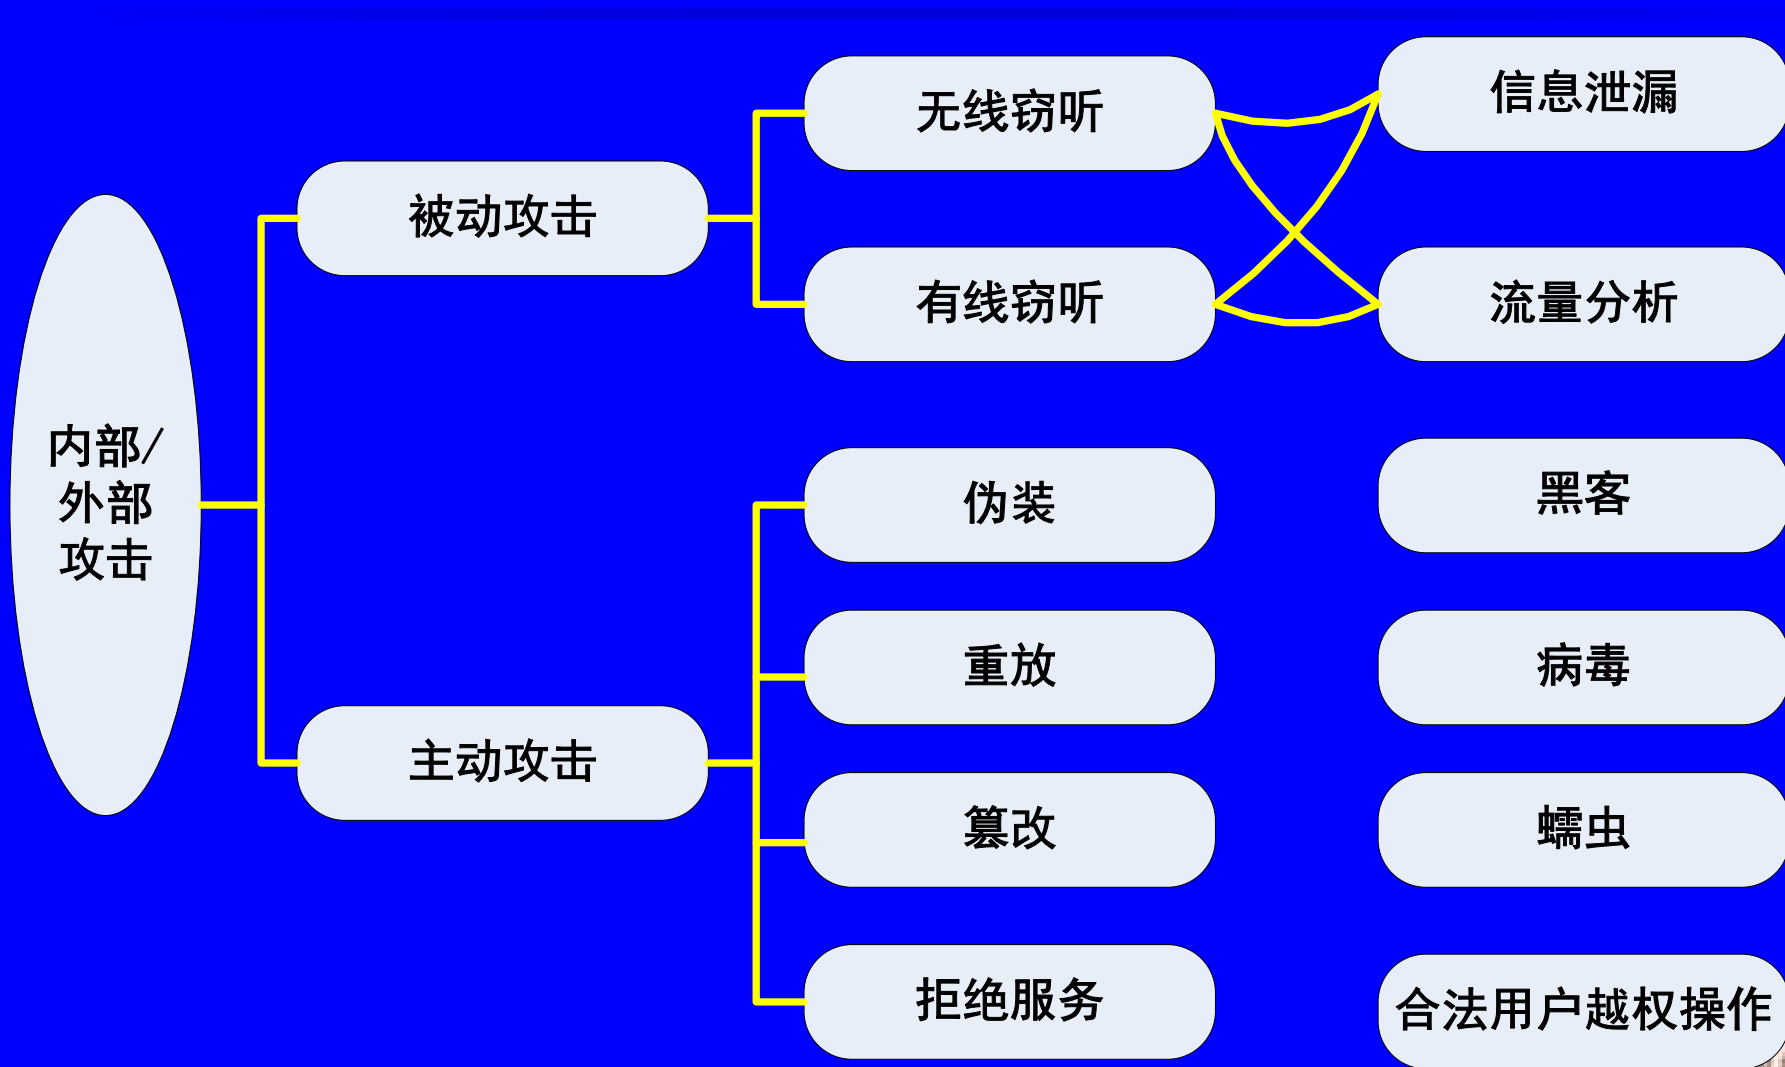 内部/
外部
攻击
被动攻击
主动攻击
无线窃听
有线窃听
伪装
重放
篡改
拒绝服务
信息泄漏
流量分析
黑客
病毒
蠕虫
合法用户越权操作